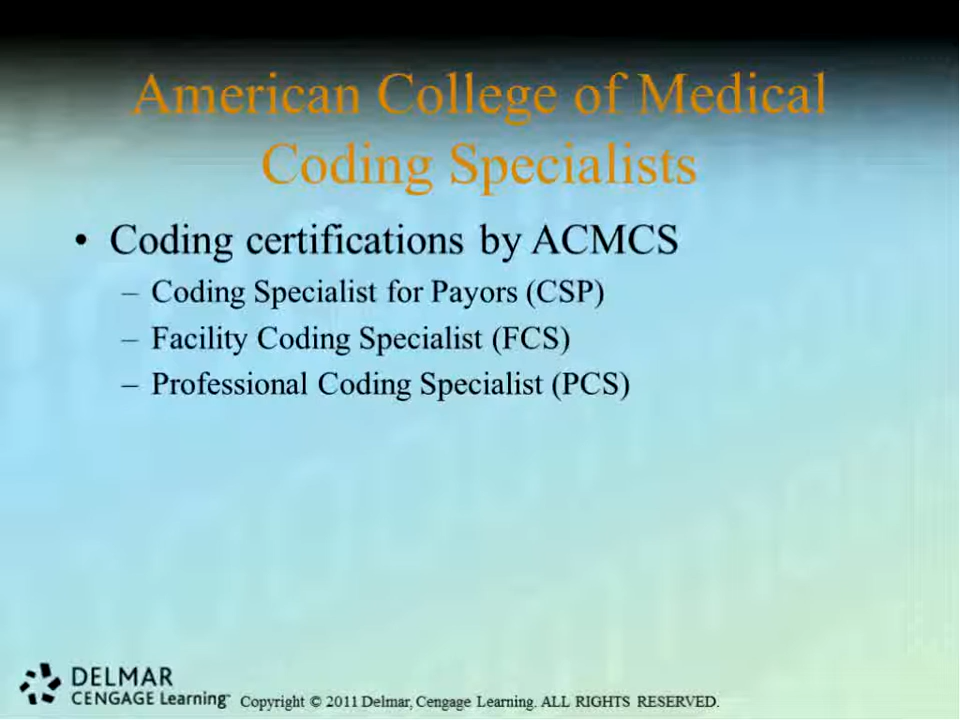 American College of Medical
Coding Specialists
• Coding certifications by ACMCS
– Coding Specialist for Payors (CSP)
– Facility Coding Specialist (FCS)
– Professional Coding Specialist (PCS)
DELMAR
CENGAGE Learning™
Copyright © 2011 Delmar, Cengage Learning. ALL RIGHTS RESERVED.